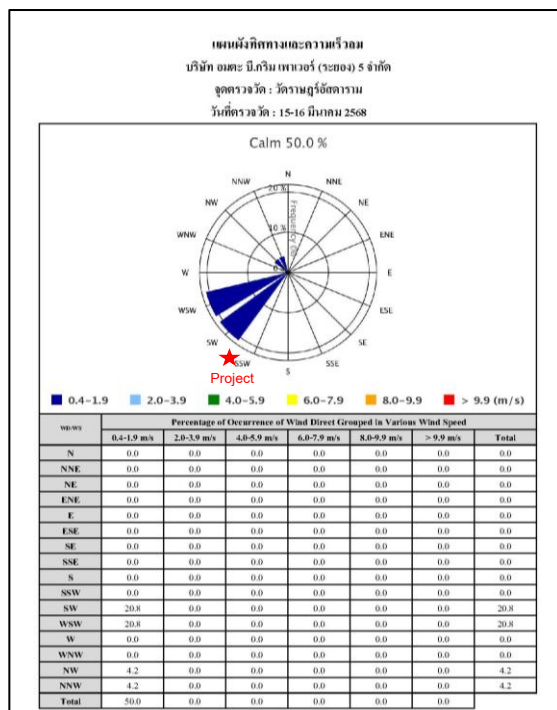 แผนผังทิศทางและความเร็วลม
บริษัท อมตะ บี.กริม เพาเวอร์ (ระยอง) 5 จำกัด
จุดตรวจวัด : วัดราษฎร์อัสดาราม
วันที่ตรวจวัด : 15-16 มีนาคม 2568
Calm 50.0 %
N
NNW NNE
20 %
NW NE
Frequency (%)
WNW ENE
10 %
W E
WSW ESE
SW SE
SSW SSE
S
Project
0.4-1.9 2.0-3.9 4.0-5.9 6.0-7.9 8.0-9.9 > 9.9 (m/s)
WD/WS Percentage of Occurrence of Wind Direct Grouped in Various Wind Speed
0.4-1.9 m/s 2.0-3.9 m/s 4.0-5.9 m/s 6.0-7.9 m/s 8.0-9.9 m/s > 9.9 m/s Total
N 0.0 0.0 0.0 0.0 0.0 0.0 0.0
NNE 0.0 0.0 0.0 0.0 0.0 0.0 0.0
NE 0.0 0.0 0.0 0.0 0.0 0.0 0.0
ENE 0.0 0.0 0.0 0.0 0.0 0.0 0.0
E 0.0 0.0 0.0 0.0 0.0 0.0 0.0
ESE 0.0 0.0 0.0 0.0 0.0 0.0 0.0
SE 0.0 0.0 0.0 0.0 0.0 0.0 0.0
SSE 0.0 0.0 0.0 0.0 0.0 0.0 0.0
S 0.0 0.0 0.0 0.0 0.0 0.0 0.0
SSW 0.0 0.0 0.0 0.0 0.0 0.0 0.0
SW 20.8 0.0 0.0 0.0 0.0 0.0 20.8
WSW 20.8 0.0 0.0 0.0 0.0 0.0 20.8
W 0.0 0.0 0.0 0.0 0.0 0.0 0.0
WNW 0.0 0.0 0.0 0.0 0.0 0.0 0.0
NW 4.2 0.0 0.0 0.0 0.0 0.0 4.2
NNW 4.2 0.0 0.0 0.0 0.0 0.0 4.2
Total 50.0 0.0 0.0 0.0 0.0 0.0